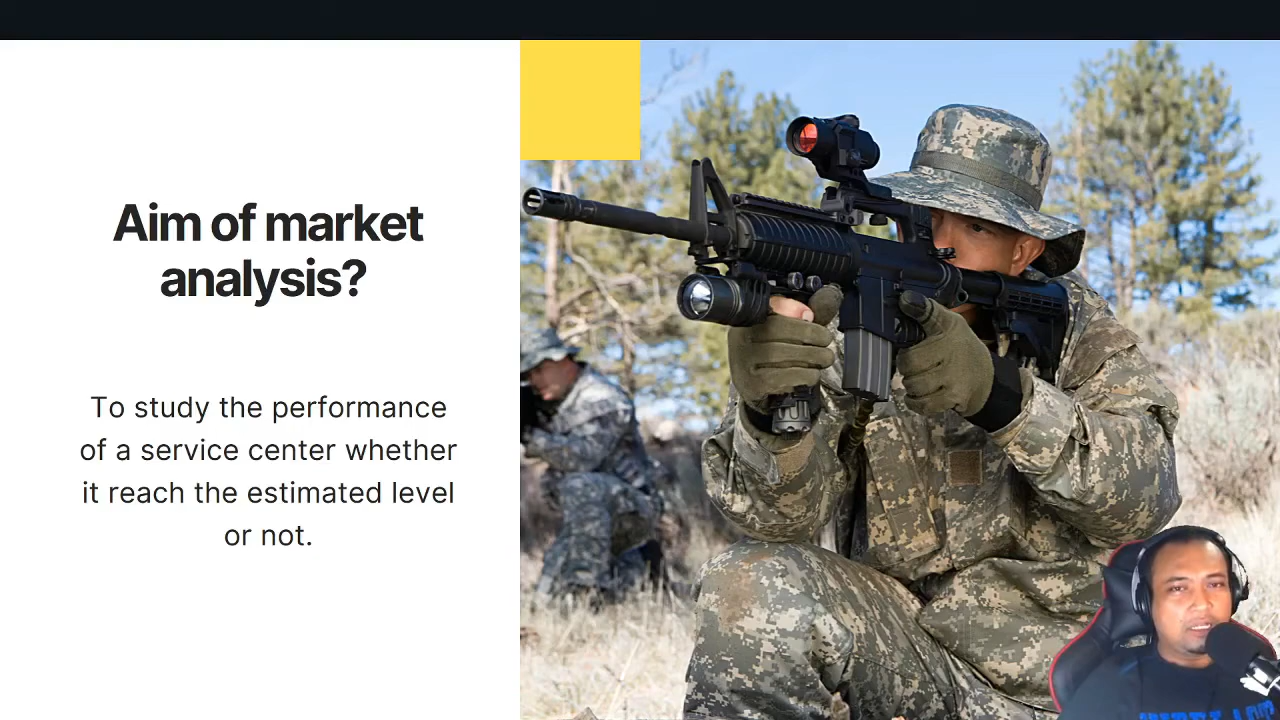 Aim of market
analysis?
To study the performance
of a service center whether
it reach the estimated level
or not.